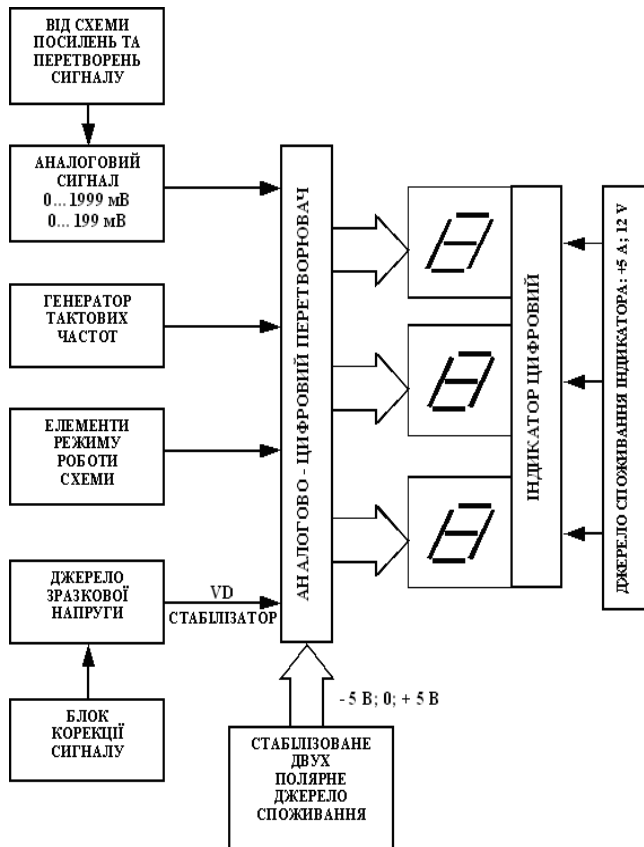 ВІД СХЕМИ
ПОСИЛЕНЬ ТА
ПЕРЕТВОРЕНЬ
СИГНАЛУ
АНАЛОГОВИЙ
СИГНАЛ
0... 1999 мВ
0... 199 мВ
ГЕНЕРАТОР
ТАКТОВИХ
ЧАСТОТ
ЕЛЕМЕНТИ
РЕЖИМУ
РОБОТИ
СХЕМИ
ДЖЕРЕЛО
ЗРАЗКОВОЇ
НАПРУГИ
VD
СТАБІЛІЗАТОР
БЛОК
КОРЕКЦІЇ
СИГНАЛУ
АНАЛОГОВО - ЦИФРОВИЙ ПЕРЕТВОРЮВАЧ
- 5 В; 0; + 5 В
СТАБІЛІЗОВАНЕ
ДВУХ
ПОЛЯРНЕ
ДЖЕРЕЛО
СПОЖИВАННЯ
ІНДИКАТОР ЦИФРОВИЙ
ДЖЕРЕЛО СПОЖИВАННЯ ІНДИКАТОРА: +5 А; 12 V